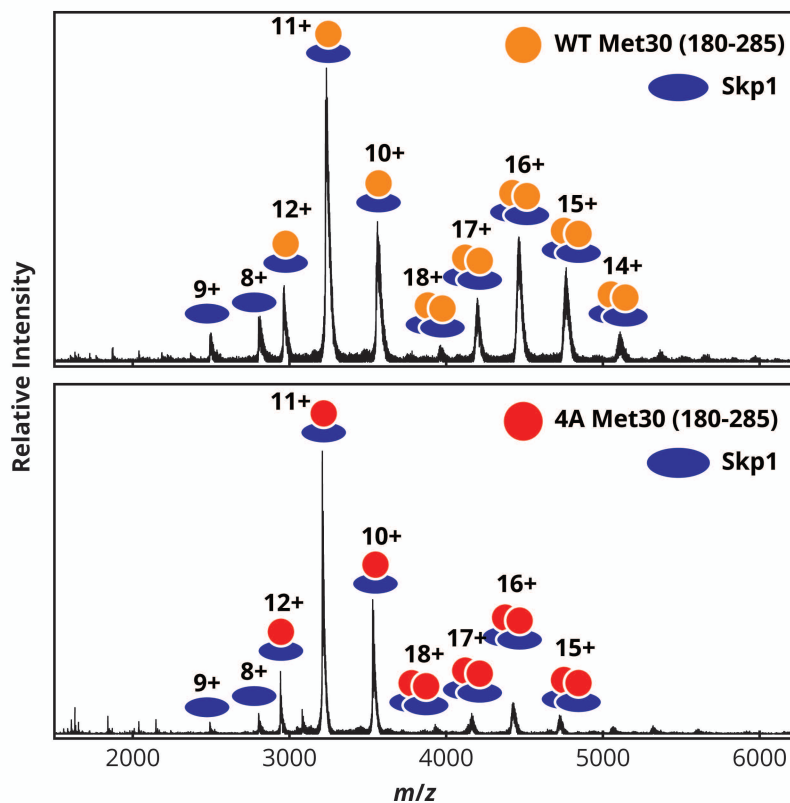 Relative Intensity
11+
WT Met30 (180-285)
Skp1
10+
16+
12+
15+
17+
14+
18+
8+
9+
11+
4A Met30 (180-285)
Skp1
10+
16+
12+
17+
15+
18+
8+
9+
2000 3000 4000 5000 6000
m/z